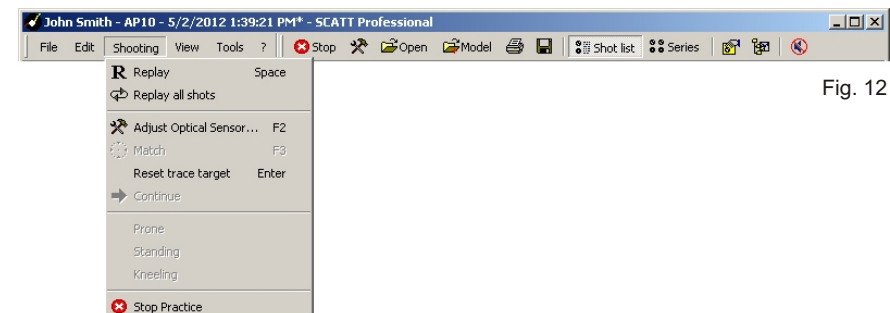 John Smith - AP10 - 5/2/2012 1:39:21 PM* - SCATT Professional
File Edit Shooting View Tools ? Stop Open Model Shot list Series
Fig. 12
R Replay Space
Replay all shots
Adjust Optical Sensor... F2
Match F3
Reset trace target Enter
Continue
Prone
Standing
Kneeling
Stop Practice